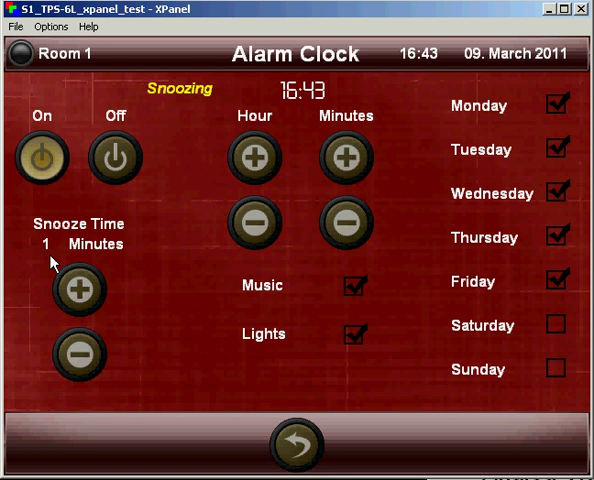 S1_TPS-6L_xpanel_test - XPanel
File Options Help
Room 1 Alarm Clock 16:43 09. March 2011
Snoozing 16:43
On Off Hour Minutes
Monday
Tuesday
Wednesday
Thursday
Friday
Saturday
Sunday
Snooze Time
1 Minutes
Music
Lights